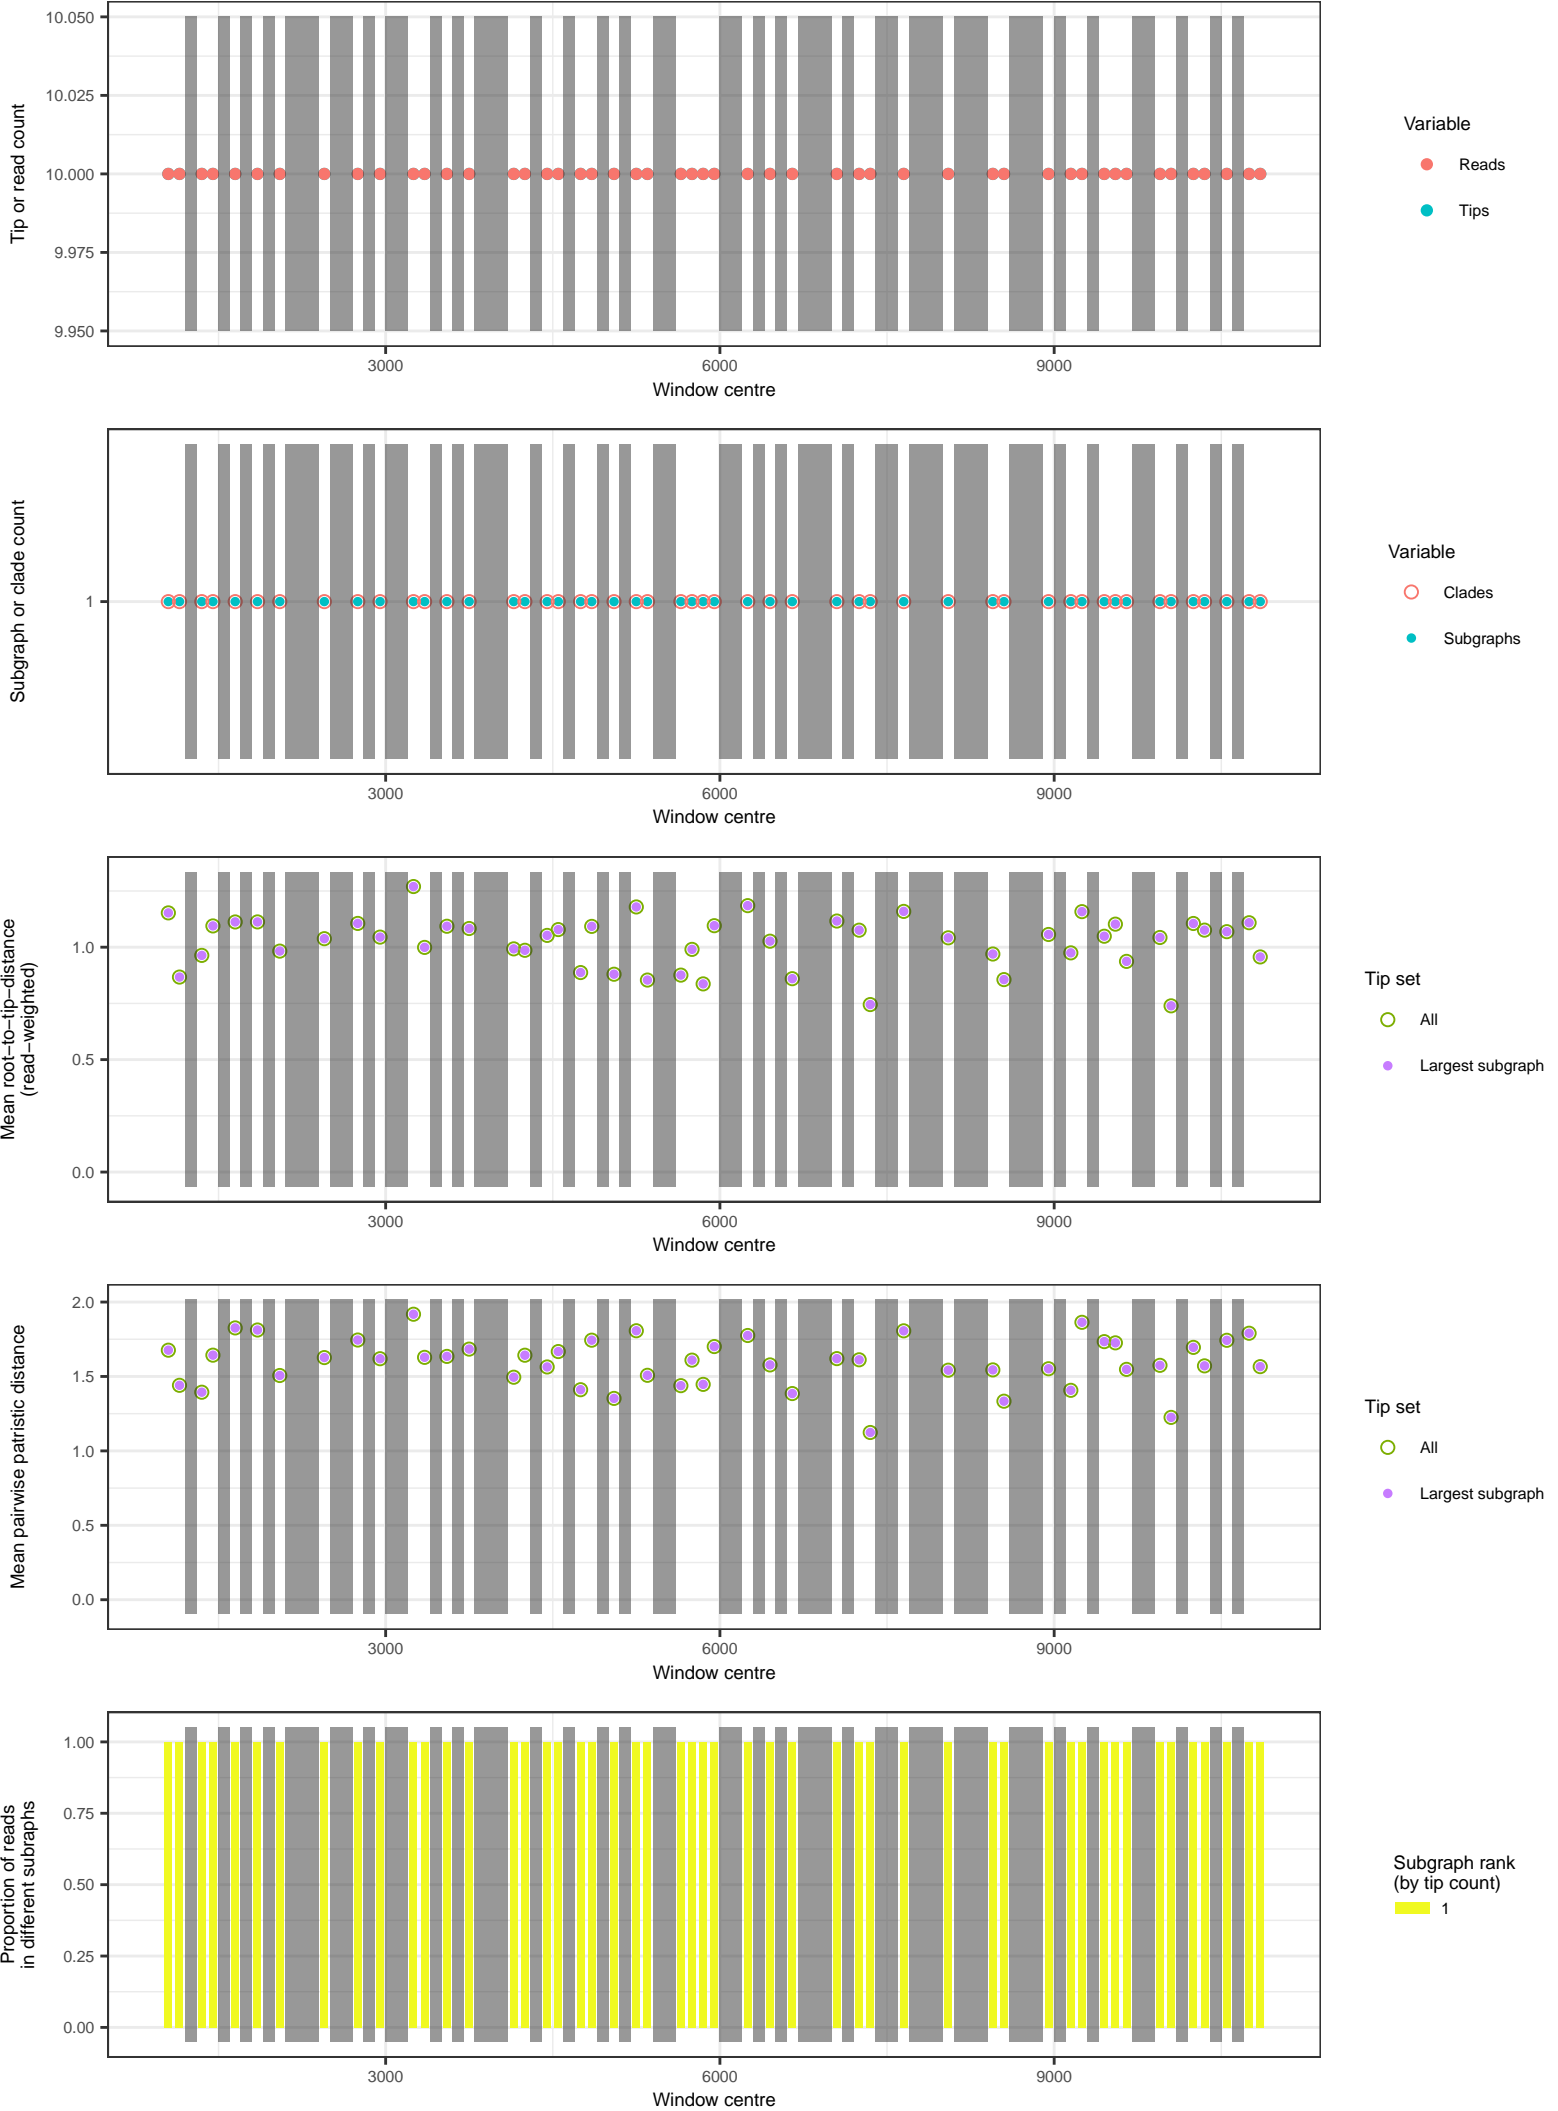 10.050
10.025
10.000
9.975
9.950
Tip or read count
3000 6000 9000
Window centre
Variable
Reads
Tips
1
Subgraph or clade count
3000 6000 9000
Window centre
Variable
Clades
Subgraphs
1.0
0.5
0.0
Mean root−to−tip−distance
(read−weighted)
3000 6000 9000
Window centre
Tip set
All
Largest subgraph
2.0
1.5
1.0
0.5
0.0
Mean pairwise patristic distance
3000 6000 9000
Window centre
Tip set
All
Largest subgraph
1.00
0.75
0.50
0.25
0.00
Proportion of reads
in different subraphs
3000 6000 9000
Window centre
Subgraph rank
(by tip count)
1